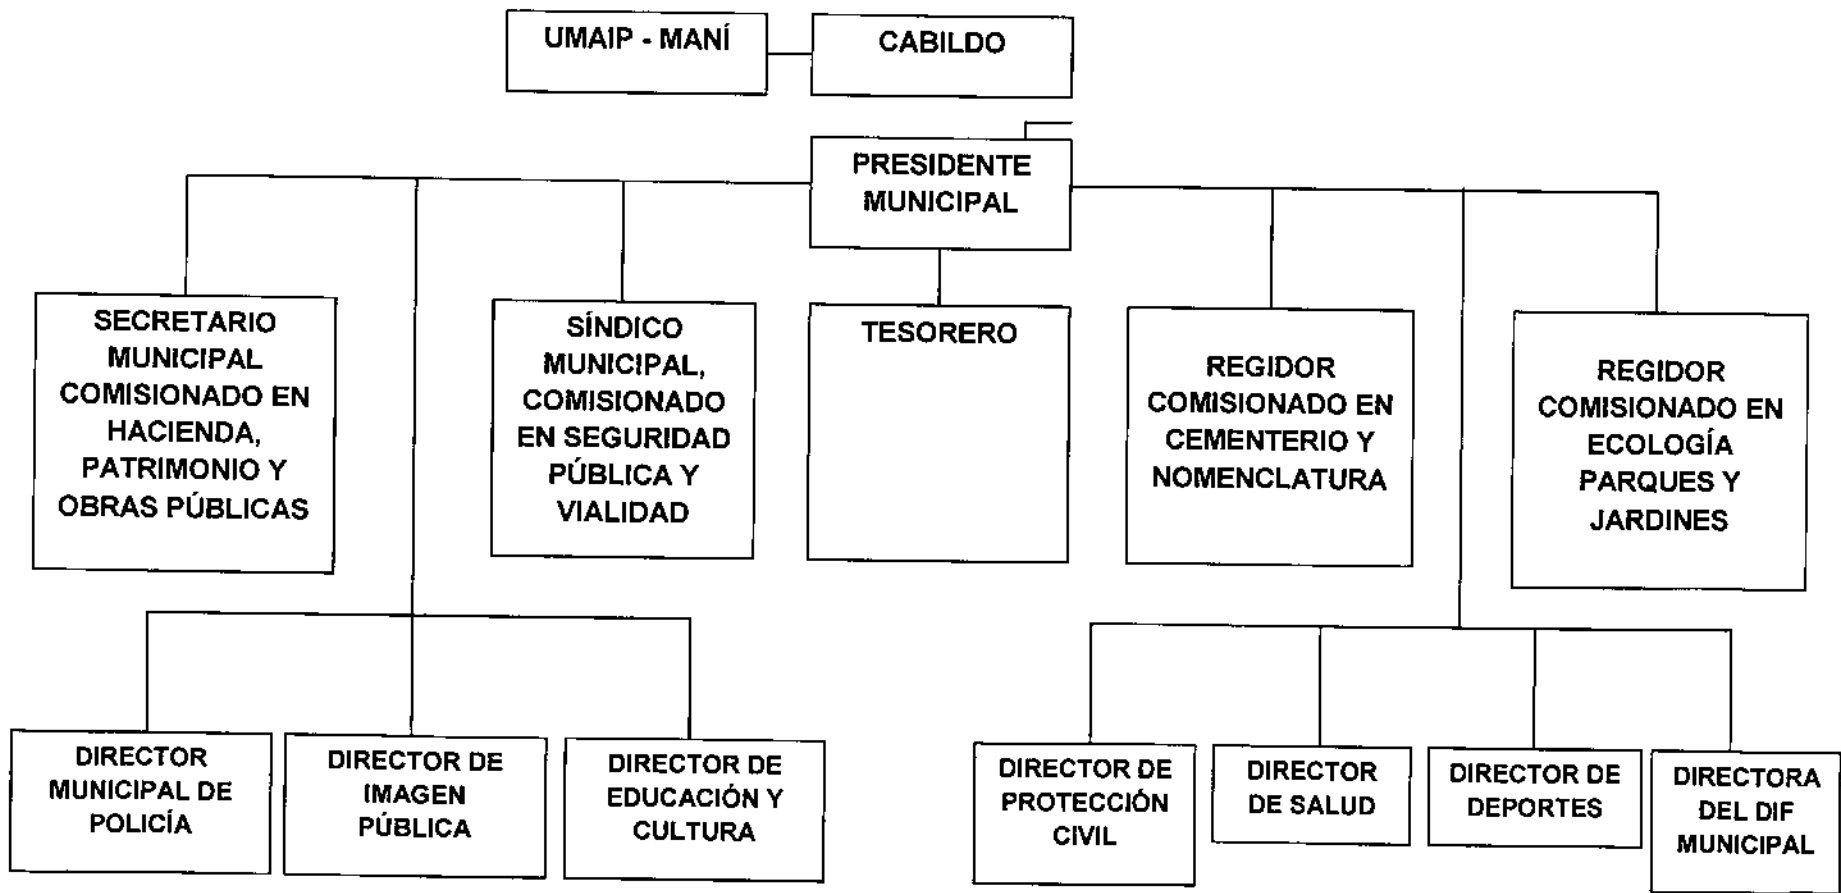 UMAIP - MANÍ
CABILDO
PRESIDENTE
MUNICIPAL
SECRETARIO
MUNICIPAL
COMISIONADO EN
HACIENDA,
PATRIMONIO Y
OBRAS PÚBLICAS
SÍNDICO
MUNICIPAL,
COMISIONADO
EN SEGURIDAD
PÚBLICA Y
VIALIDAD
TESORERO
REGIDOR
COMISIONADO EN
CEMENTERIO Y
NOMENCLATURA
REGIDOR
COMISIONADO EN
ECOLOGÍA
PARQUES Y
JARDINES
DIRECTOR
MUNICIPAL DE
POLICÍA
DIRECTOR DE
IMAGEN
PÚBLICA
DIRECTOR DE
EDUCACIÓN Y
CULTURA
DIRECTOR DE
PROTECCIÓN
CIVIL
DIRECTOR
DE SALUD
DIRECTOR DE
DEPORTES
DIRECTORA
DEL DIF
MUNICIPAL